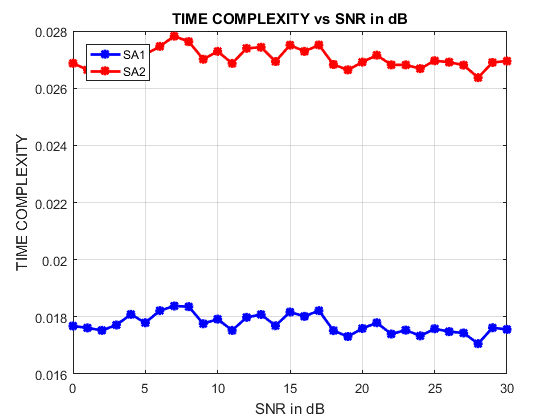 TIME COMPLEXITY vs SNR in dB
0.028
0.026
0.024
0.022
0.02
0.018
0.016
SA1
SA2
TIME COMPLEXITY
0 5 10 15 20 25 30
SNR in dB